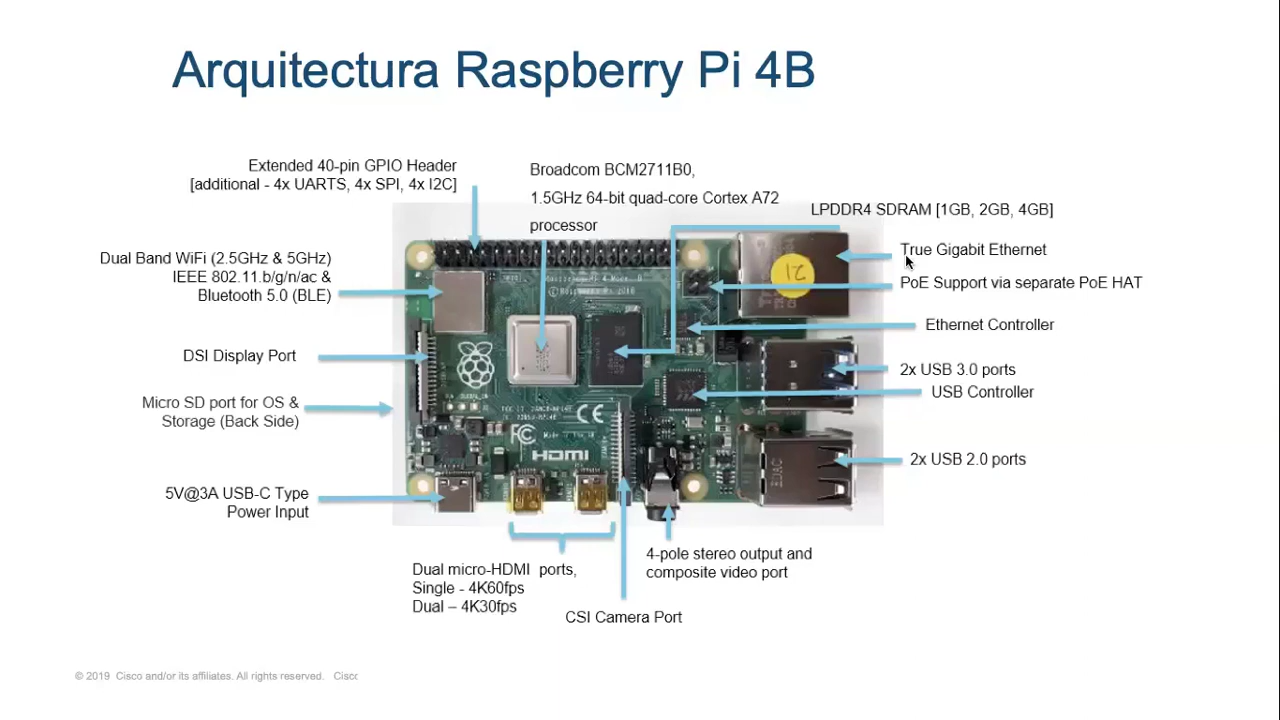 Arquitectura Raspberry Pi 4B
Extended 40-pin GPIO Header
[additional - 4x UARTS, 4x SPI, 4x I2C]
Broadcom BCM2711B0,
1.5GHz 64-bit quad-core Cortex A72
processor
LPDDR4 SDRAM [1GB, 2GB, 4GB]
True Gigabit Ethernet
PoE Support via separate PoE HAT
Ethernet Controller
2x USB 3.0 ports
USB Controller
2x USB 2.0 ports
Dual Band WiFi (2.5GHz & 5GHz)
IEEE 802.11.b/g/n/ac &
Bluetooth 5.0 (BLE)
DSI Display Port
Micro SD port for OS &
Storage (Back Side)
5V@3A USB-C Type
Power Input
21
CE
FC
HDMI
EDAC
Dual micro-HDMI ports,
Single - 4K60fps
Dual – 4K30fps
CSI Camera Port
4-pole stereo output and
composite video port
© 2019 Cisco and/or its affiliates. All rights reserved. Cisc